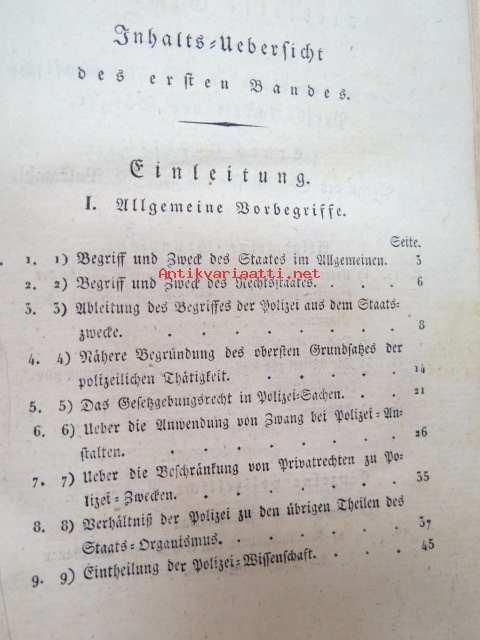 Inhalts-Uebersicht
des ersten Bandes.
Einleitung.
I. Allgemeine Vorbegriffe.
Seite.
1. 1) Begriff und Zweck des Staates im Allgemeinen. 3
Antikvariaatti.net
2. 2) Begriff und Zweck des Rechtsstaates. . . . 6
3. 3) Ableitung des Begriffes der Polizei aus dem Staats-
zwecke. . . . . . . . . 8
4. 4) Nähere Begründung des obersten Grundsatzes der
polizeilichen Thätigkeit. . . . . . 14
5. 5) Das Gesetzgebungsrecht in Polizei-Sachen. . . 21
6. 6) Ueber die Anwendung von Zwang bei Polizei-An-
stalten. . . . . . . . . 26
7. 7) Ueber die Beschränkung von Privatrechten zu Po-
lizei-Zwecken. . . . . . . 35
8. 8) Verhältniß der Polizei zu den übrigen Theilen des
Staats-Organismus. . . . . . 37
9. 9) Eintheilung der Polizei-Wissenschaft. . . . 45